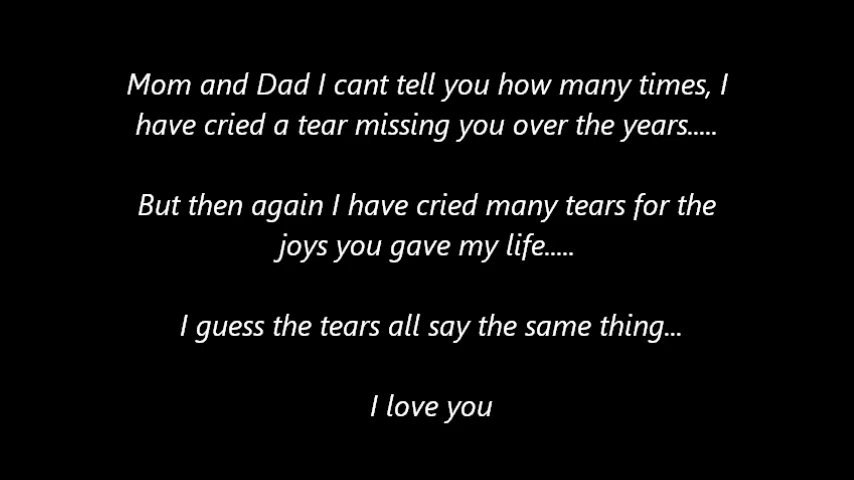 Mom and Dad I cant tell you how many times, I
have cried a tear missing you over the years.....
But then again I have cried many tears for the
joys you gave my life.....
I guess the tears all say the same thing...
I love you